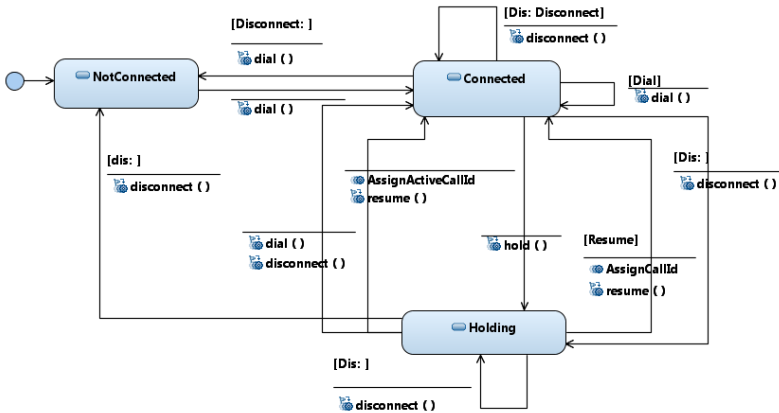 [Disconnect: ]
dial ( )
[Dis: Disconnect]
disconnect ( )
NotConnected
Connected
[Dial]
dial ( )
dial ( )
[dis: ]
disconnect ( )
AssignActiveCallId
resume ( )
[Dis: ]
disconnect ( )
dial ( )
disconnect ( )
hold ( )
[Resume]
AssignCallId
resume ( )
Holding
[Dis: ]
disconnect ( )